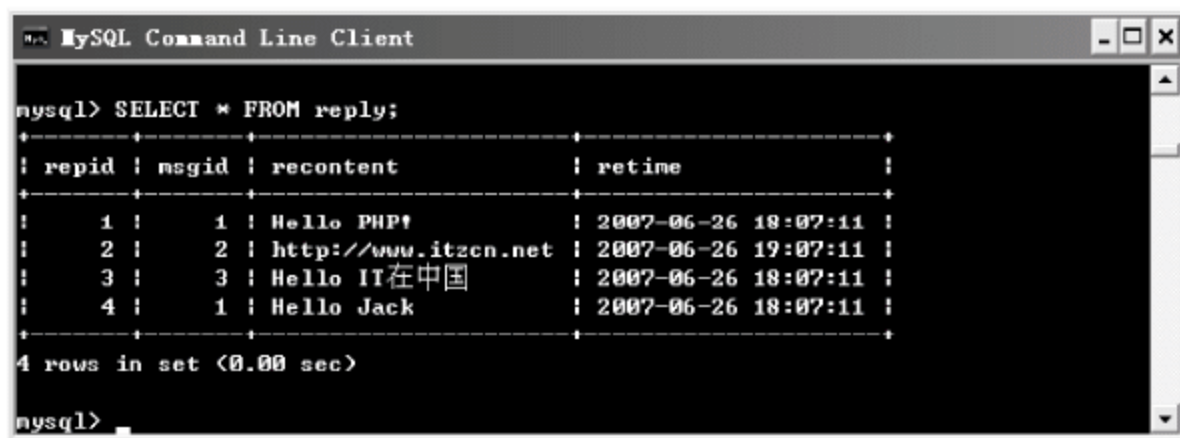 MySQL Command Line Client
mysql> SELECT * FROM reply;
+-------+-------+----------------------+---------------------+
| repid | msgid | recontent            | retime              |
+-------+-------+----------------------+---------------------+
|     1 |     1 | Hello PHP!           | 2007-06-26 18:07:11 |
|     2 |     2 | http://www.itzcn.net | 2007-06-26 19:07:11 |
|     3 |     3 | Hello IT在中国 | 2007-06-26 18:07:11 |
|     4 |     1 | Hello Jack           | 2007-06-26 18:07:11 |
+-------+-------+----------------------+---------------------+
4 rows in set (0.00 sec)
mysql> _